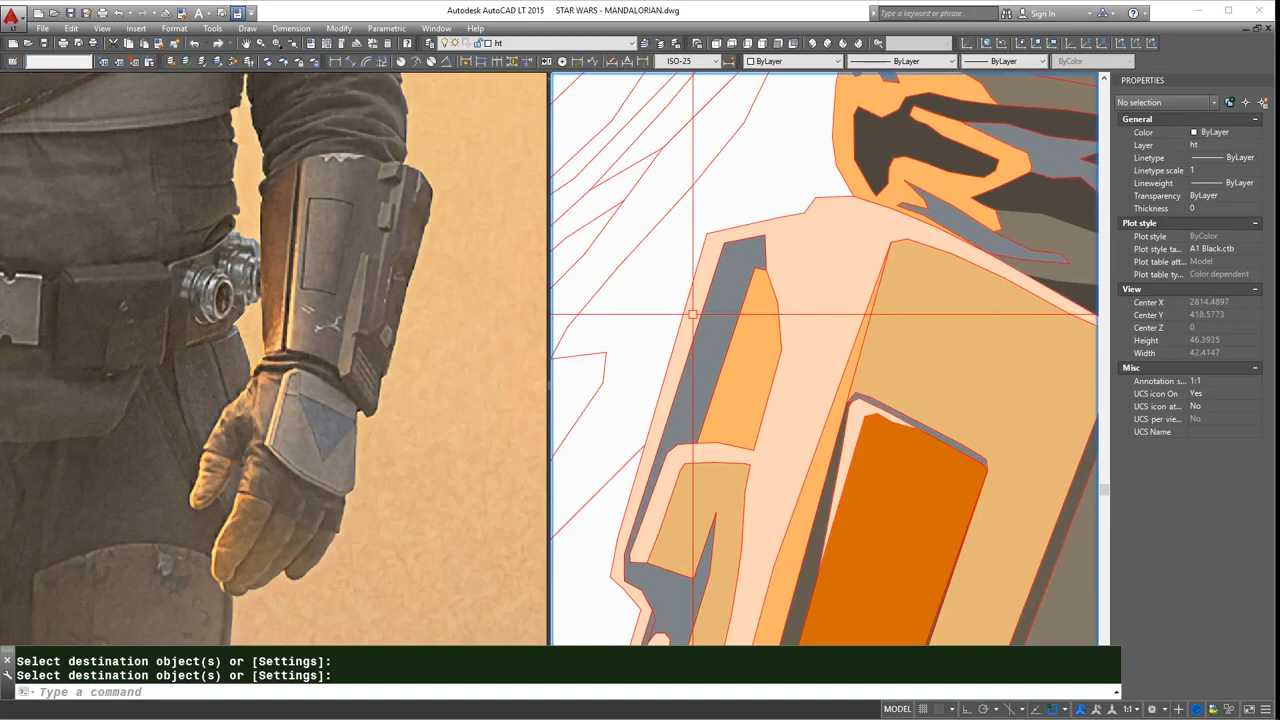 Autodesk AutoCAD LT 2015 STAR WARS - MANDALORIAN.dwg
Type a keyword or phrase
Sign In
File Edit View Insert Format Tools Draw Dimension Modify Parametric Window Help
ht
ISO-25
ByLayer
ByLayer
ByLayer
ByColor
PROPERTIES
No selection
General
Color ByLayer
Layer ht
Linetype ByLayer
Linetype scale 1
Lineweight ByLayer
Transparency ByLayer
Thickness 0
Plot style
Plot style ByColor
Plot style ta... A1 Black.ctb
Plot table att... Model
Plot table ty... Color dependent
View
Center X 2814.4897
Center Y 418.5773
Center Z 0
Height 46.3935
Width 42.4147
Misc
Annotation s... 1:1
UCS icon On Yes
UCS icon at... No
UCS per vie... No
UCS Name
Select destination object(s) or [Settings]:
Select destination object(s) or [Settings]:
Type a command
MODEL
1:1